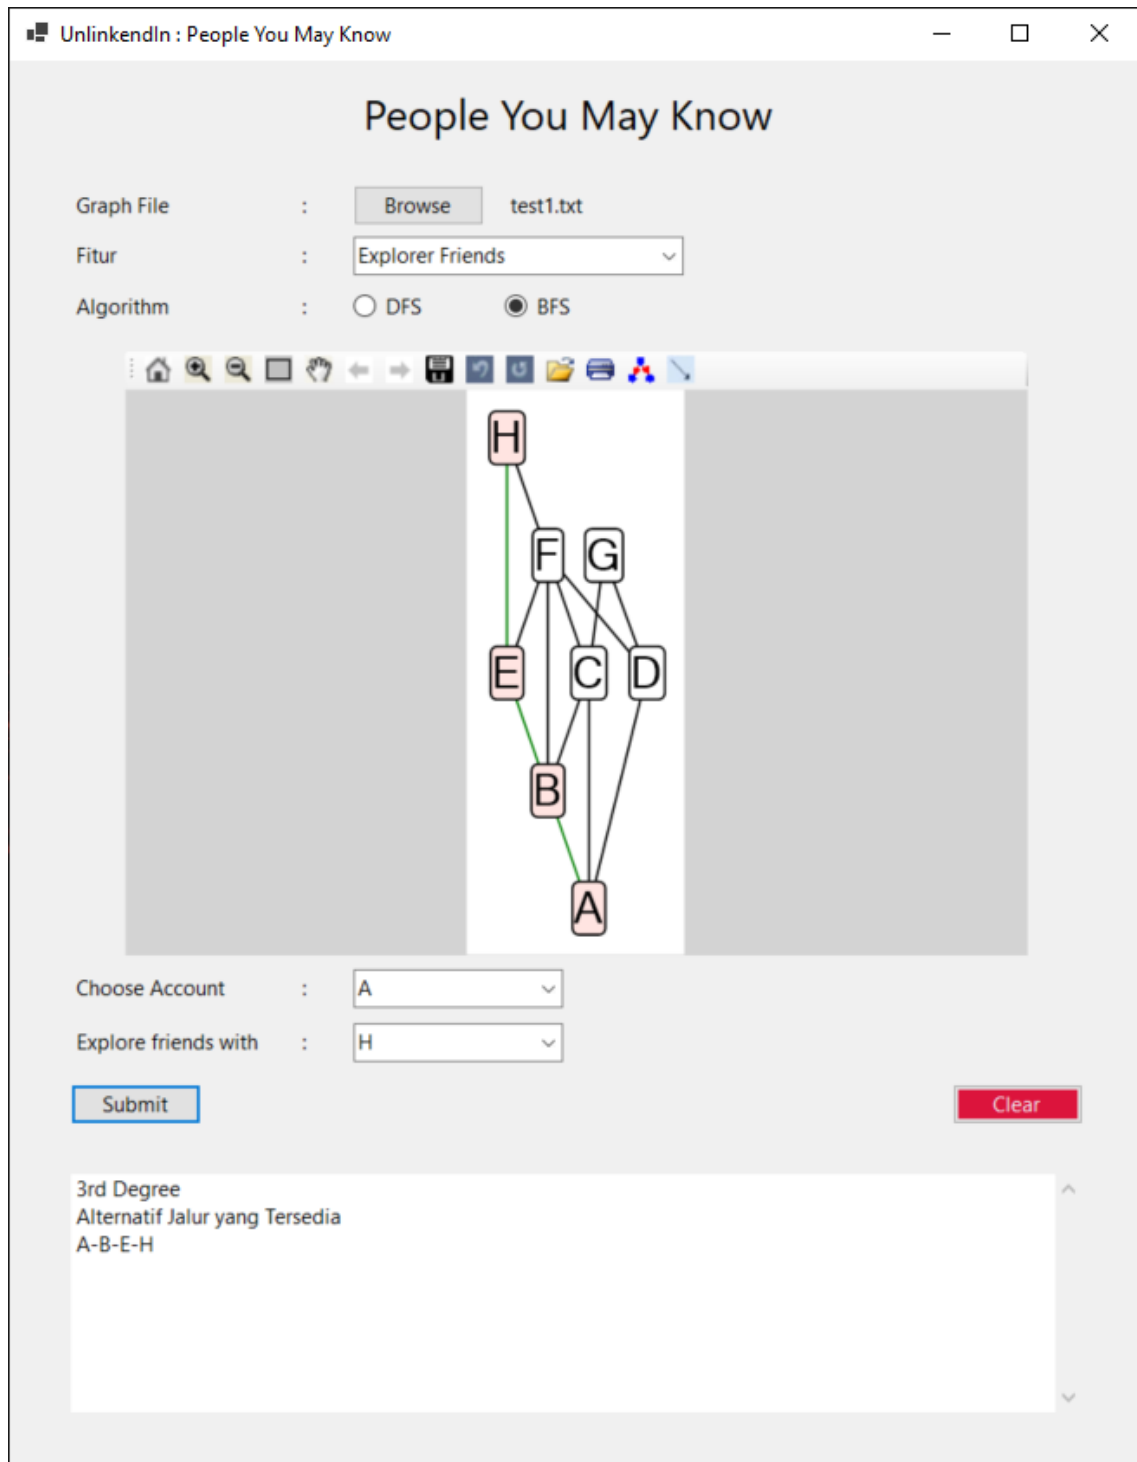 UnlinkendIn : People You May Know
People You May Know
Graph File : Browse test1.txt
Fitur : Explorer Friends
Algorithm : DFS BFS
H
F G
E C D
B
A
Choose Account : A
Explore friends with : H
Submit Clear
3rd Degree
Alternatif Jalur yang Tersedia
A-B-E-H